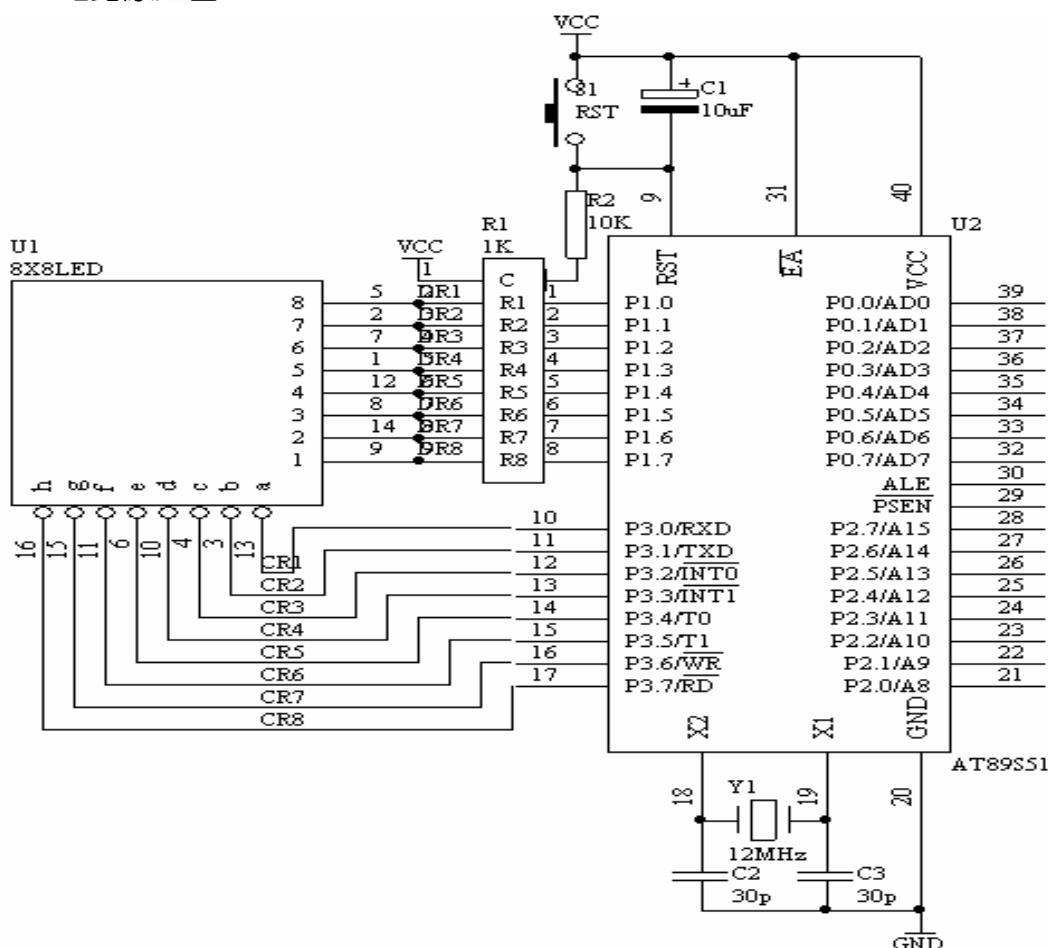 VCC
S1
RST
C1
10uF
+
R2
10K
9
31
40
U2
R1
1K
VCC
1
U1
8X8LED
C
RST
EA
VCC
8 5 DR1 R1 1 P1.0 P0.0/AD0 39
7 2 DR2 R2 2 P1.1 P0.1/AD1 38
6 7 DR3 R3 3 P1.2 P0.2/AD2 37
5 1 DR4 R4 4 P1.3 P0.3/AD3 36
4 12 DR5 R5 5 P1.4 P0.4/AD4 35
3 8 DR6 R6 6 P1.5 P0.5/AD5 34
2 14 DR7 R7 7 P1.6 P0.6/AD6 33
1 9 DR8 R8 8 P1.7 P0.7/AD7 32
ALE 30
PSEN 29
h g f e d c b a
16 15 11 6 10 4 3 13
10 P3.0/RXD P2.7/A15 28
CR1 11 P3.1/TXD P2.6/A14 27
CR2 12 P3.2/INT0 P2.5/A13 26
CR3 13 P3.3/INT1 P2.4/A12 25
CR4 14 P3.4/T0 P2.3/A11 24
CR5 15 P3.5/T1 P2.2/A10 23
CR6 16 P3.6/WR P2.1/A9 22
CR7 17 P3.7/RD P2.0/A8 21
CR8
X2
X1
GND
AT89S51
18
Y1
19
20
12MHz
C2
30p
C3
30p
GND